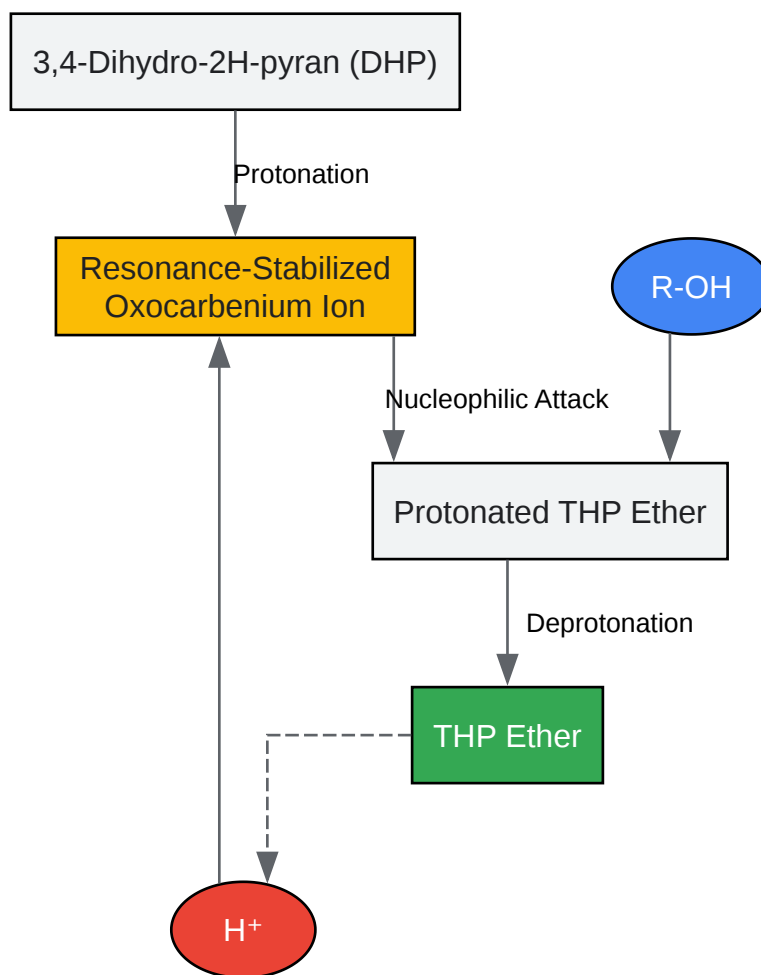 3,4-Dihydro-2H-pyran (DHP)
Protonation
Resonance-Stabilized
Oxocarbenium Ion
R-OH
Nucleophilic Attack
Protonated THP Ether
Deprotonation
THP Ether
H⁺